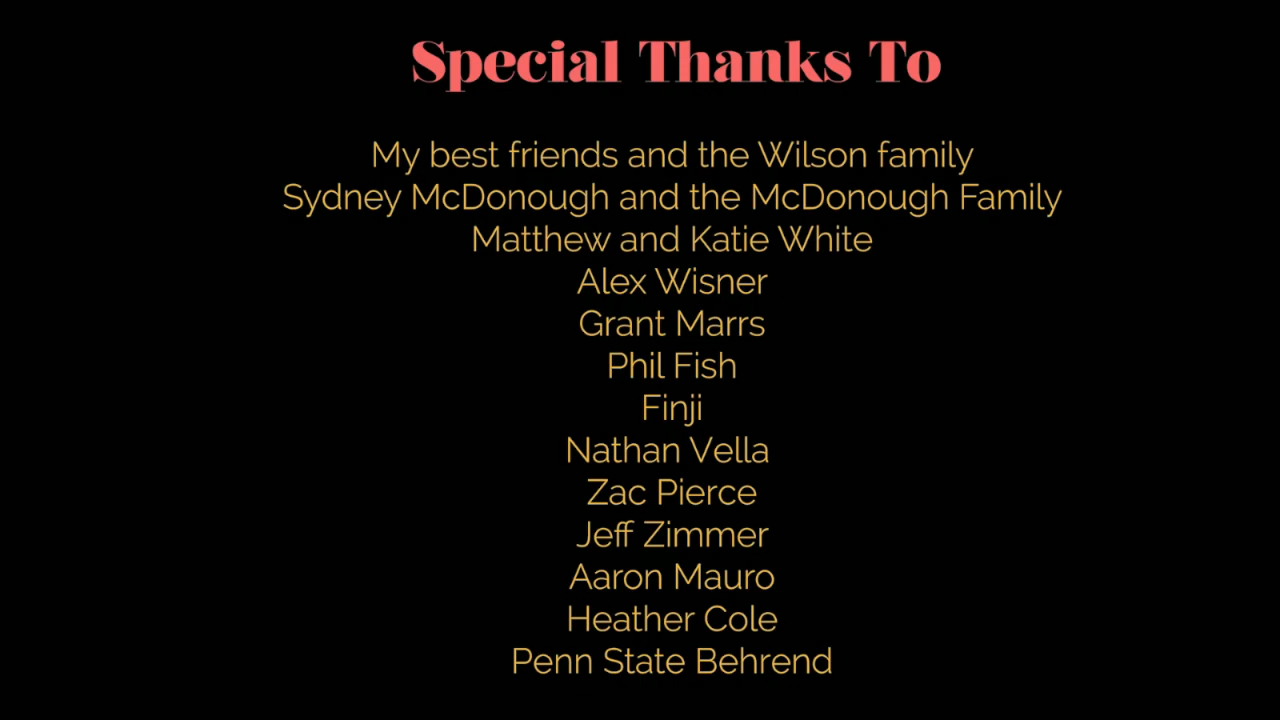 Special Thanks To
My best friends and the Wilson family
Sydney McDonough and the McDonough Family
Matthew and Katie White
Alex Wisner
Grant Marrs
Phil Fish
Finji
Nathan Vella
Zac Pierce
Jeff Zimmer
Aaron Mauro
Heather Cole
Penn State Behrend